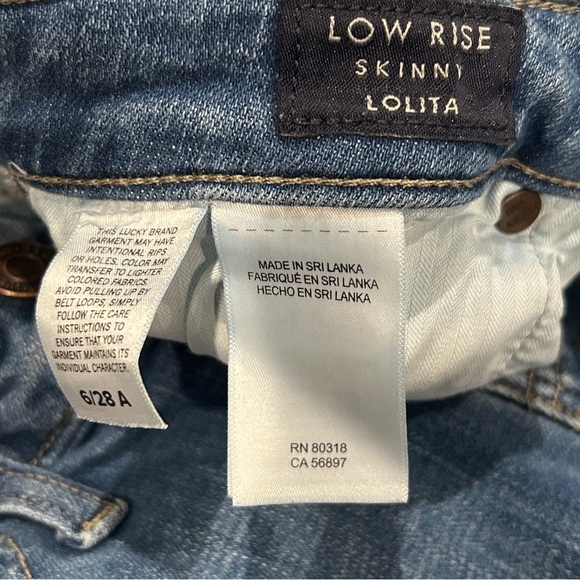 LOW RISE
SKINNY
LOLITA
THIS LUCKY BRAND
GARMENT MAY HAVE
INTENTIONAL RIPS
OR HOLES, COLOR MAY
TRANSFER TO LIGHTER
COLORED FABRICS.
AVOID PULLING UP BY
BELT LOOPS, SIMPLY
FOLLOW THE CARE
INSTRUCTIONS TO
ENSURE THAT YOUR
GARMENT MAINTAINS ITS
INDIVIDUAL CHARACTER.
6/28 A
MADE IN SRI LANKA
FABRIQUÉ EN SRI LANKA
HECHO EN SRI LANKA
RN 80318
CA 56897